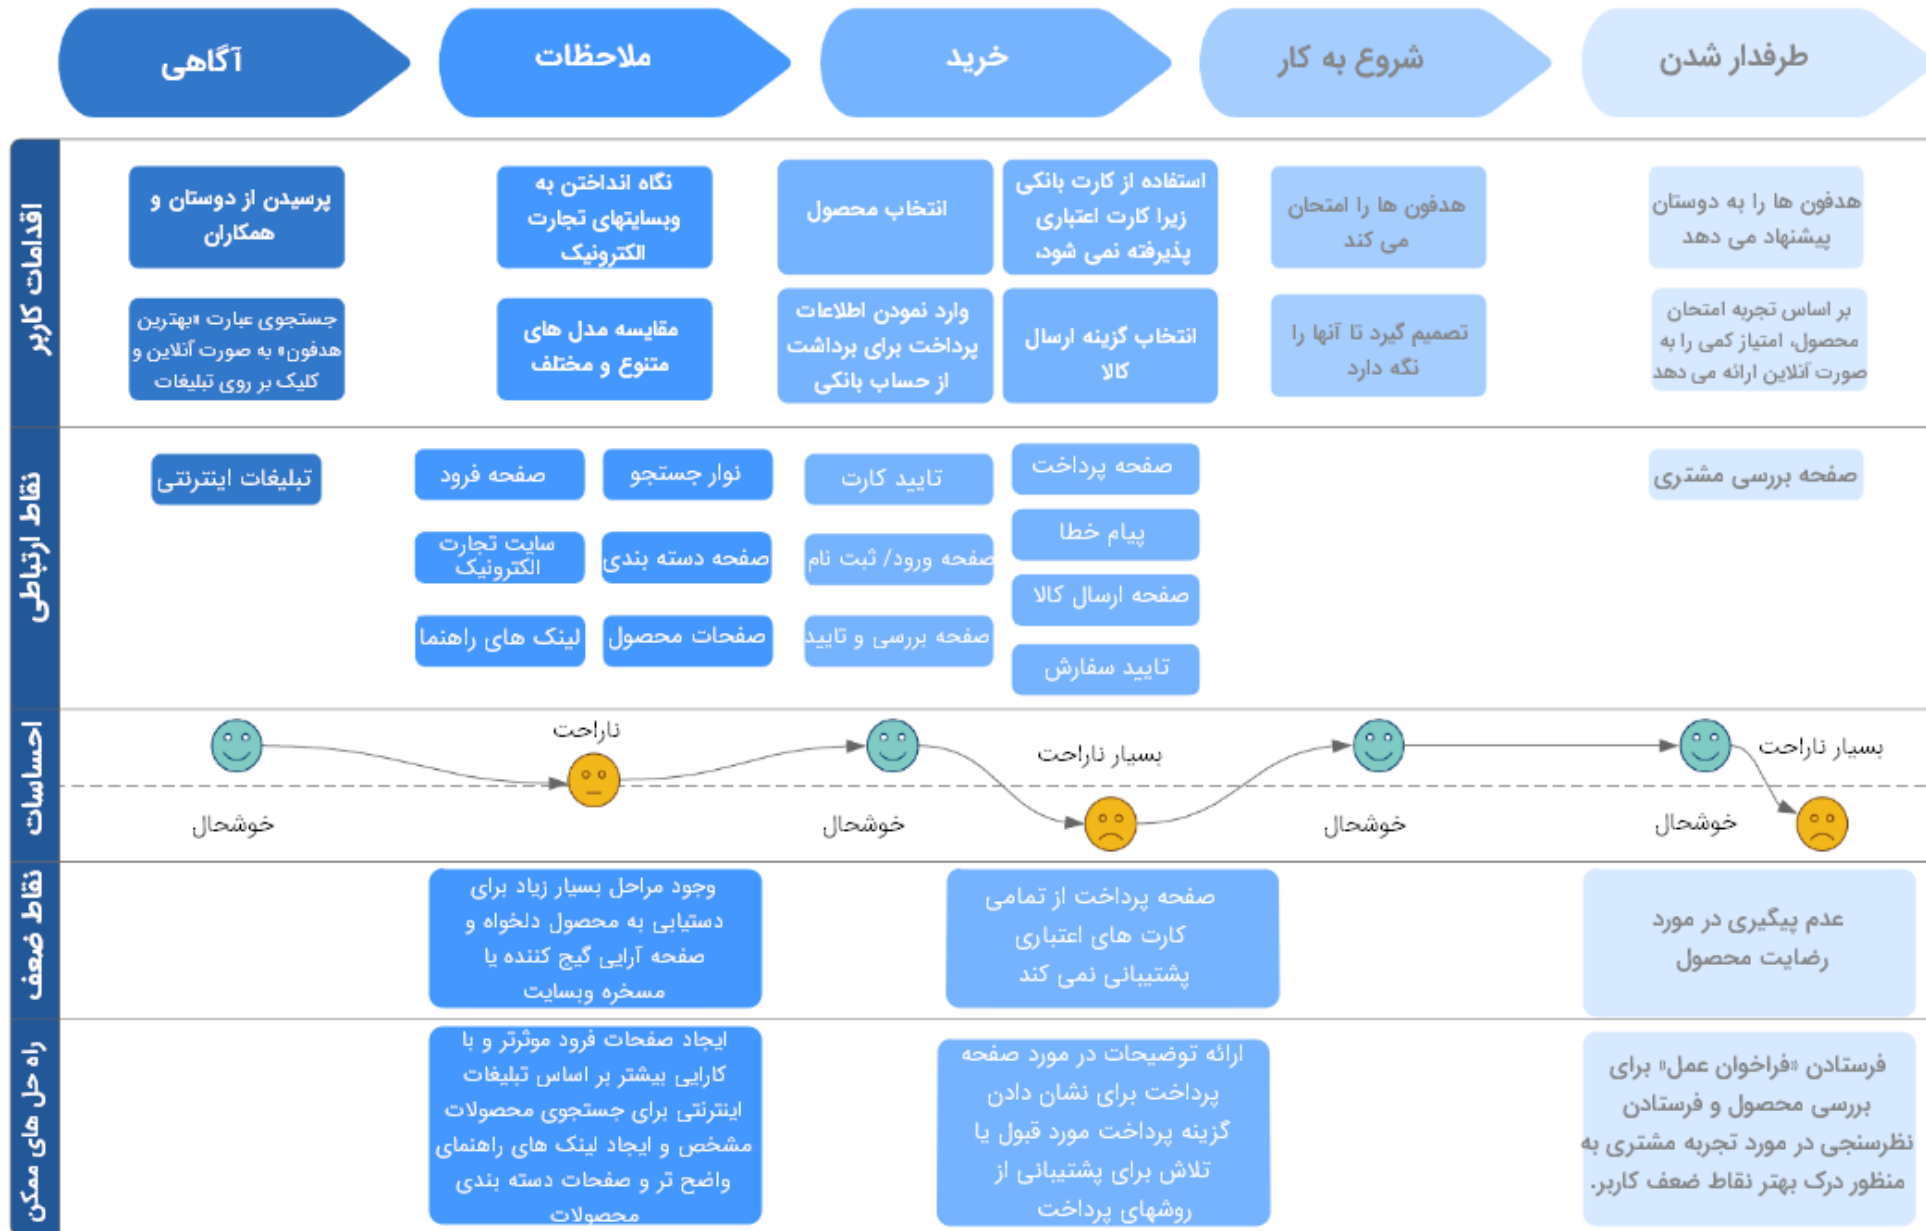 آگاهی
ملاحظات
خرید
شروع به کار
طرفدار شدن
اقدامات کاربر
پرسیدن از دوستان و
همکاران
جستجوی عبارت «بهترین
هدفون» به صورت آنلاین و
کلیک بر روی تبلیغات
نگاه انداختن به
وبسایتهای تجارت
الکترونیک
مقایسه مدل های
متنوع و مختلف
انتخاب محصول
وارد نمودن اطلاعات
پرداخت برای برداشت
از حساب بانکی
استفاده از کارت بانکی
زیرا کارت اعتباری
پذیرفته نمی شود،
انتخاب گزینه ارسال
کالا
هدفون ها را امتحان
می کند
تصمیم گیرد تا آنها را
نگه دارد
هدفون ها را به دوستان
پیشنهاد می دهد
بر اساس تجربه امتحان
محصول، امتیاز کمی را به
صورت آنلاین ارائه می دهد
نقاط ارتباطی
تبلیغات اینترنتی
صفحه فرود
سایت تجارت
الکترونیک
لینک های راهنما
نوار جستجو
صفحه دسته بندی
صفحات محصول
تایید کارت
صفحه ورود/ ثبت نام
صفحه بررسی و تایید
صفحه پرداخت
پیام خطا
صفحه ارسال کالا
تایید سفارش
صفحه بررسی مشتری
احساسات
خوشحال
ناراحت
خوشحال
بسیار ناراحت
خوشحال
خوشحال
بسیار ناراحت
نقاط ضعف
وجود مراحل بسیار زیاد برای
دستیابی به محصول دلخواه و
صفحه آرایی گیج کننده یا
مسخره وبسایت
صفحه پرداخت از تمامی
کارت های اعتباری
پشتیبانی نمی کند
عدم پیگیری در مورد
رضایت محصول
راه حل های ممکن
ایجاد صفحات فرود موثرتر و با
کارایی بیشتر بر اساس تبلیغات
اینترنتی برای جستجوی محصولات
مشخص و ایجاد لینک های راهنمای
واضح تر و صفحات دسته بندی
محصولات
ارائه توضیحات در مورد صفحه
پرداخت برای نشان دادن
گزینه پرداخت مورد قبول یا
تلاش برای پشتیبانی از
روشهای پرداخت
فرستادن «فراخوان عمل» برای
بررسی محصول و فرستادن
نظرسنجی در مورد تجربه مشتری به
منظور درک بهتر نقاط ضعف کاربر.